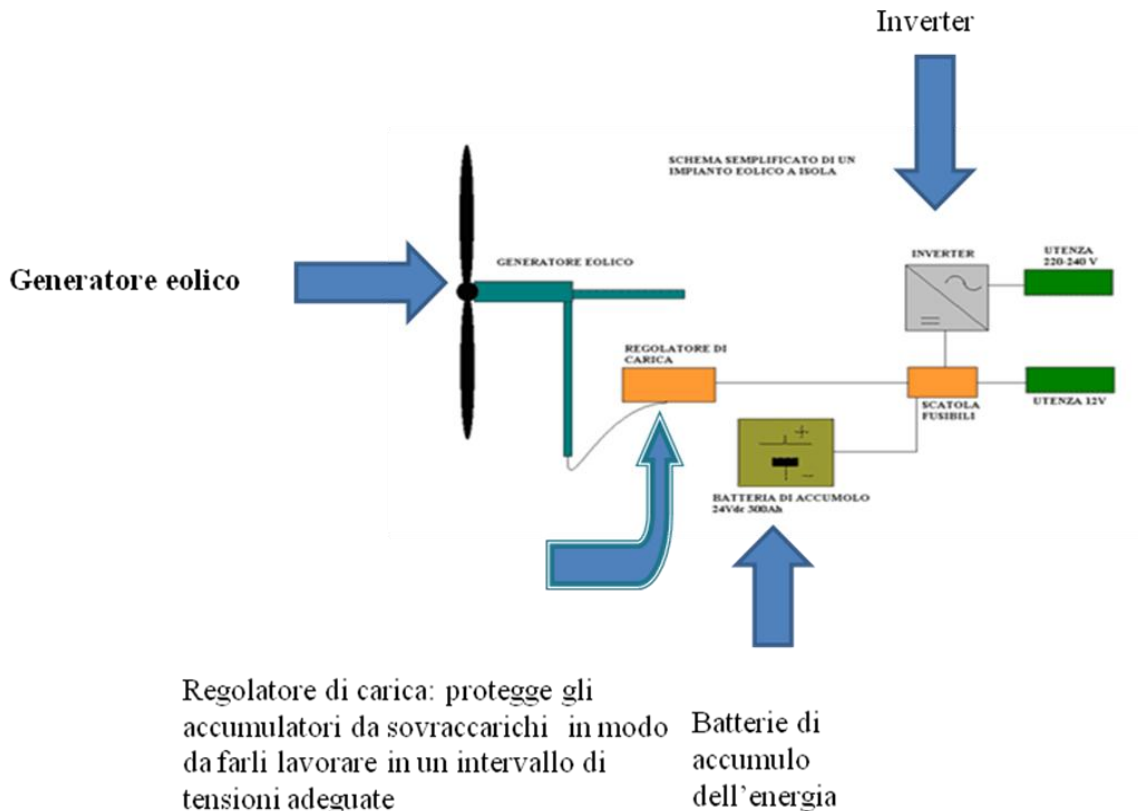 Inverter
SCHEMA SEMPLIFICATO DI UN
IMPIANTO EOLICO A ISOLA
Generatore eolico
GENERATORE EOLICO
INVERTER
UTENZA
220-240 V
REGOLATORE DI
CARICA
SCATOLA
FUSIBILI
UTENZA 12V
BATTERIA DI ACCUMOLO
24Vdc 300Ah
Regolatore di carica: protegge gli
accumulatori da sovraccarichi in modo
da farli lavorare in un intervallo di
tensioni adeguate
Batterie di
accumulo
dell'energia